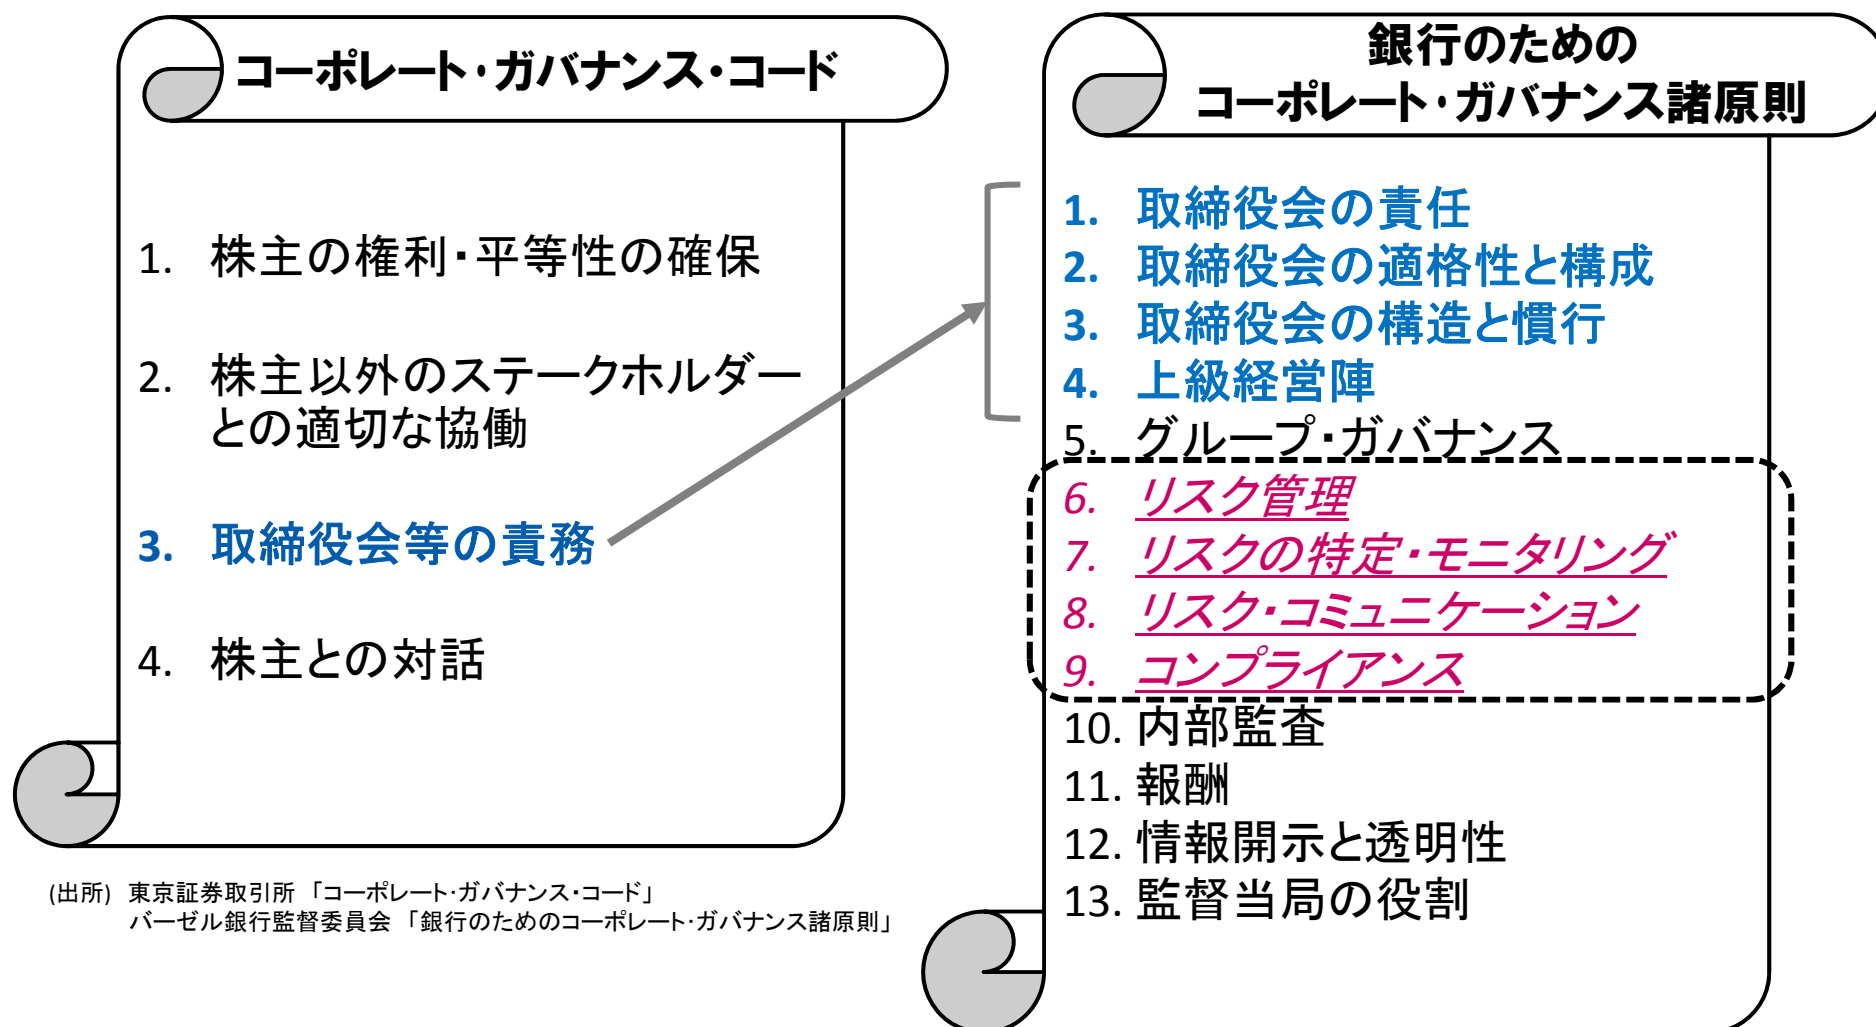 コーポレート・ガバナンス・コード
1. 株主の権利・平等性の確保
2. 株主以外のステークホルダー
との適切な協働
3. 取締役会等の責務
4. 株主との対話
(出所) 東京証券取引所 「コーポレート・ガバナンス・コード」
バーゼル銀行監督委員会 「銀行のためのコーポレート・ガバナンス諸原則」
銀行のための
コーポレート・ガバナンス諸原則
1. 取締役会の責任
2. 取締役会の適格性と構成
3. 取締役会の構造と慣行
4. 上級経営陣
5. グループ・ガバナンス
6. リスク管理
7. リスクの特定・モニタリング
8. リスク・コミュニケーション
9. コンプライアンス
10. 内部監査
11. 報酬
12. 情報開示と透明性
13. 監督当局の役割